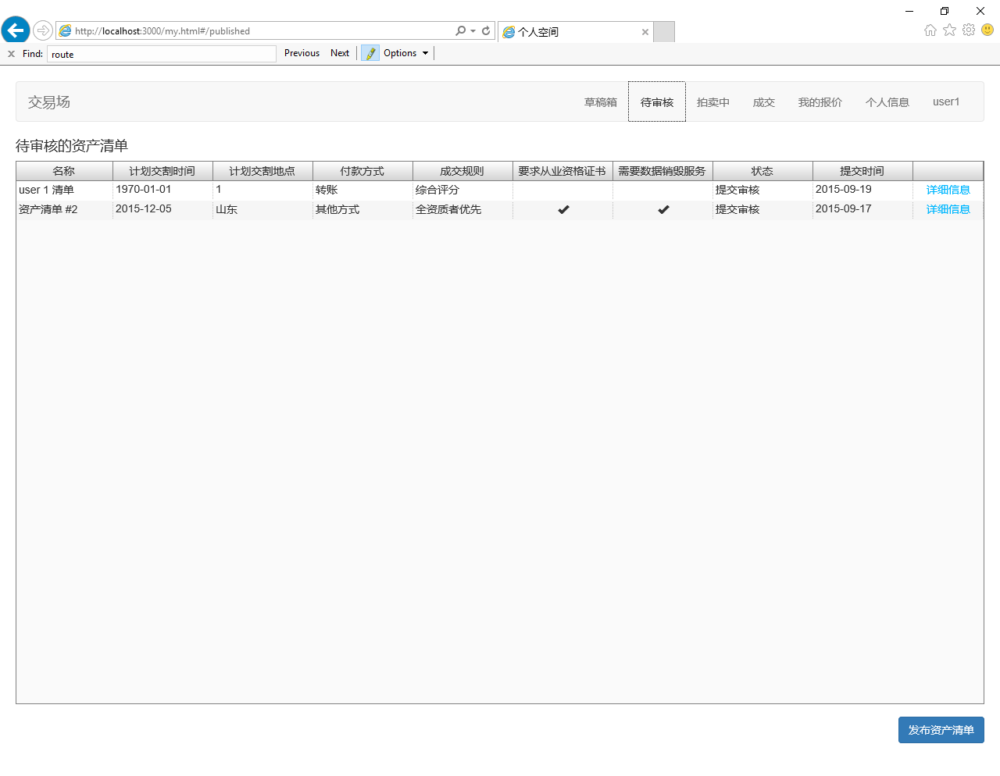 http://localhost:3000/my.html#/published
个人空间
Find: route Previous Next Options
交易场 草稿箱 待审核 拍卖中 成交 我的报价 个人信息 user1
待审核的资产清单
名称 计划交割时间 计划交割地点 付款方式 成交规则 要求从业资格证书 需要数据销毁服务 状态 提交时间
user 1 清单 1970-01-01 1 转账 综合评分 提交审核 2015-09-19 详细信息
资产清单 #2 2015-12-05 山东 其他方式 全资质者优先 提交审核 2015-09-17 详细信息
发布资产清单